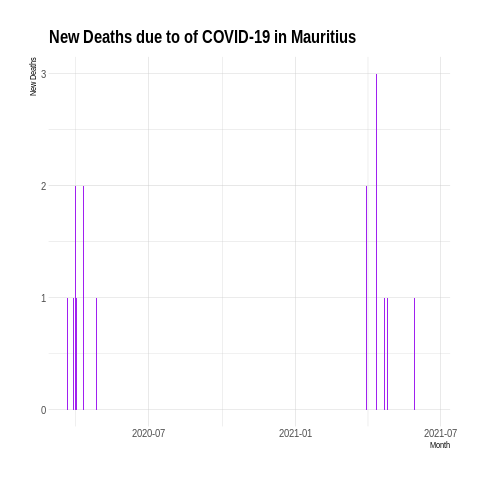 New Deaths due to of COVID-19 in Mauritius
New Deaths
3
2
1
0
2020-07
2021-01
2021-07
Month